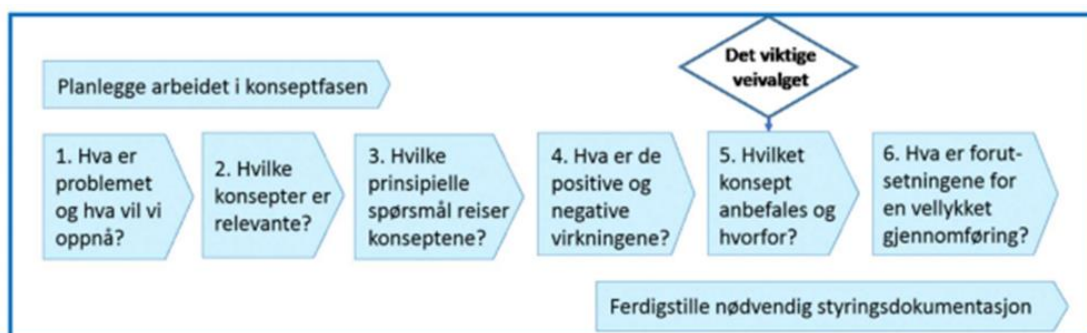 Det viktige
veivalget
Planlegge arbeidet i konseptfasen
1. Hva er
problemet
og hva vil vi
oppnå?
2. Hvilke
konsepter er
relevante?
3. Hvilke
prinsipielle
spørsmål reiser
konseptene?
4. Hva er de
positive og
negative
virkningene?
5. Hvilket
konsept
anbefales og
hvorfor?
6. Hva er forut-
setningene for
en vellykket
gjennomføring?
Ferdigstille nødvendig styringsdokumentasjon